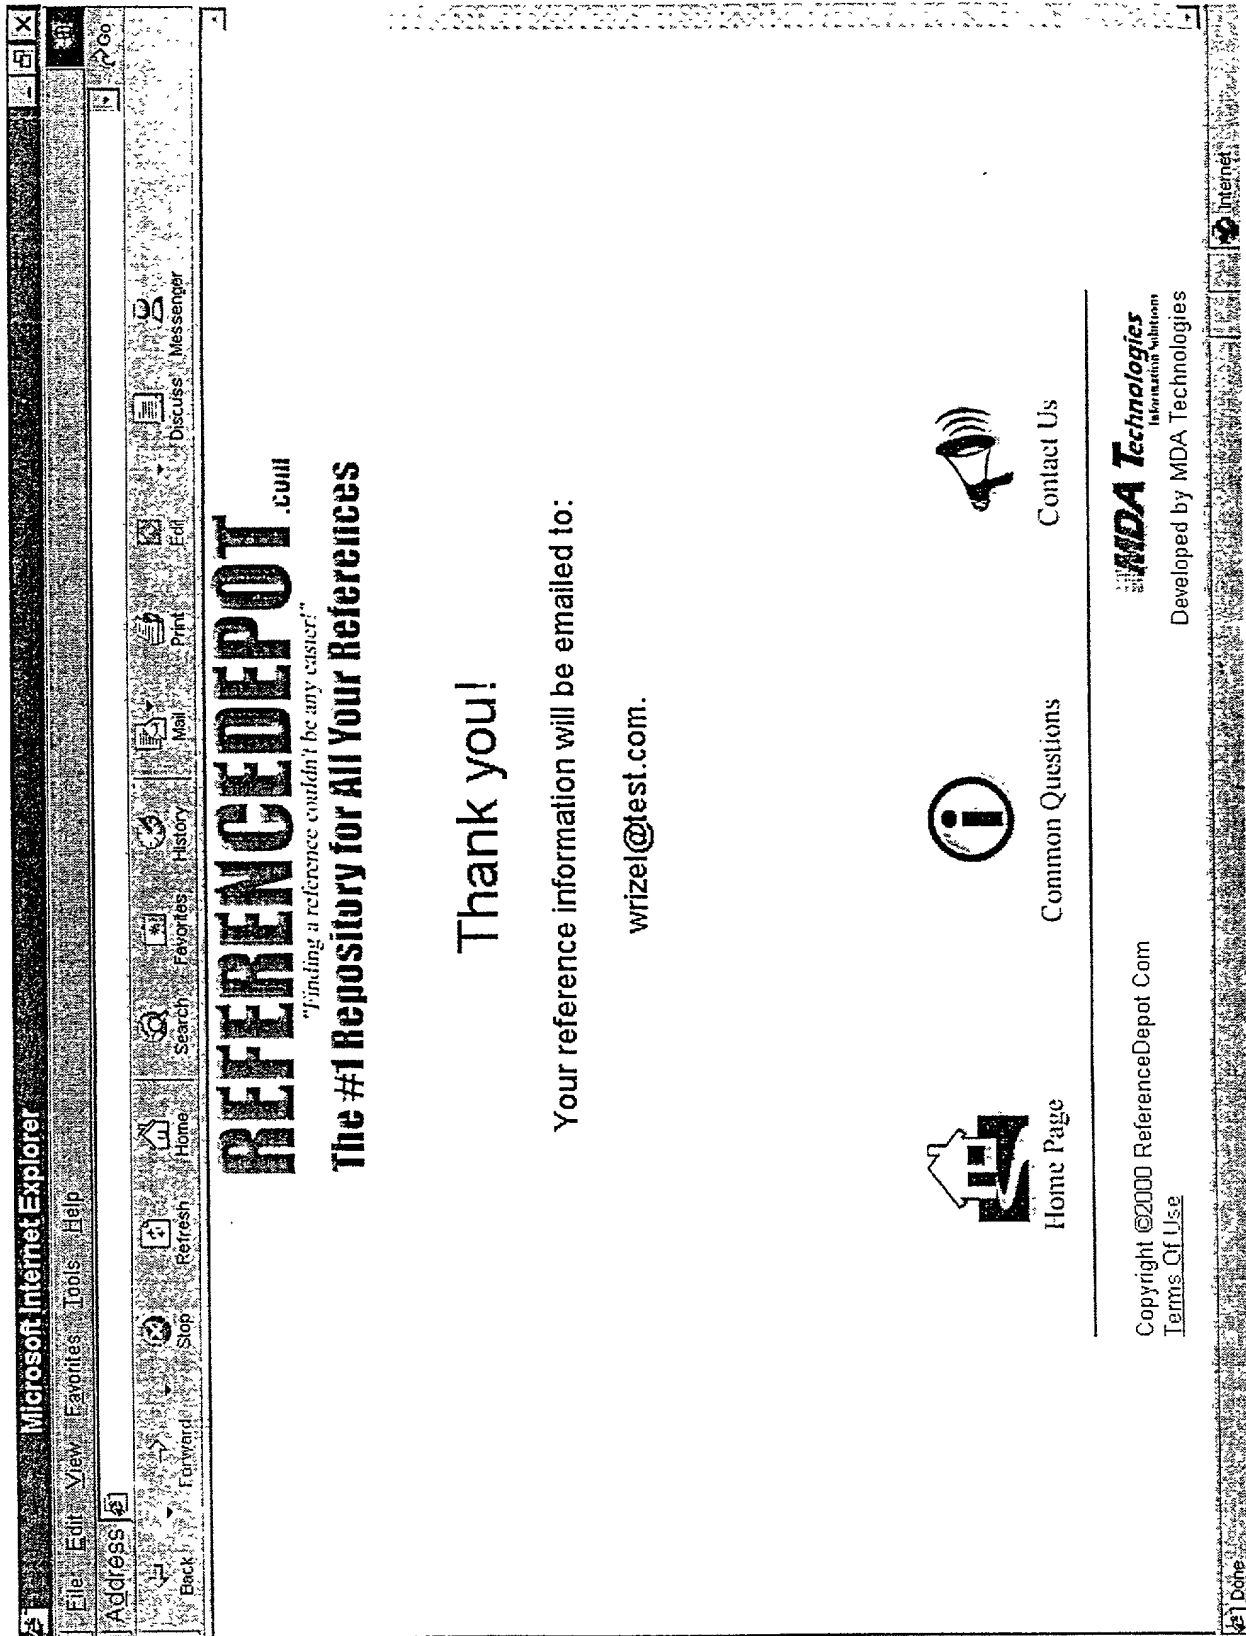 Microsoft Internet Explorer
File Edit View Favorites Tools Help
Address
Go
Back Forward Stop Refresh Home Search Favorites History Mail Print Edit Discuss Messenger
REFERENCEDEPOT.com
"Finding a reference couldn't be any easier!"
The #1 Repository for All Your References
Thank you!
Your reference information will be emailed to:
wrizel@test.com.
Home Page Common Questions Contact Us
Copyright ©2000 ReferenceDepot Com
Terms Of Use
MDA Technologies
Information Solutions
Developed by MDA Technologies
Done Internet